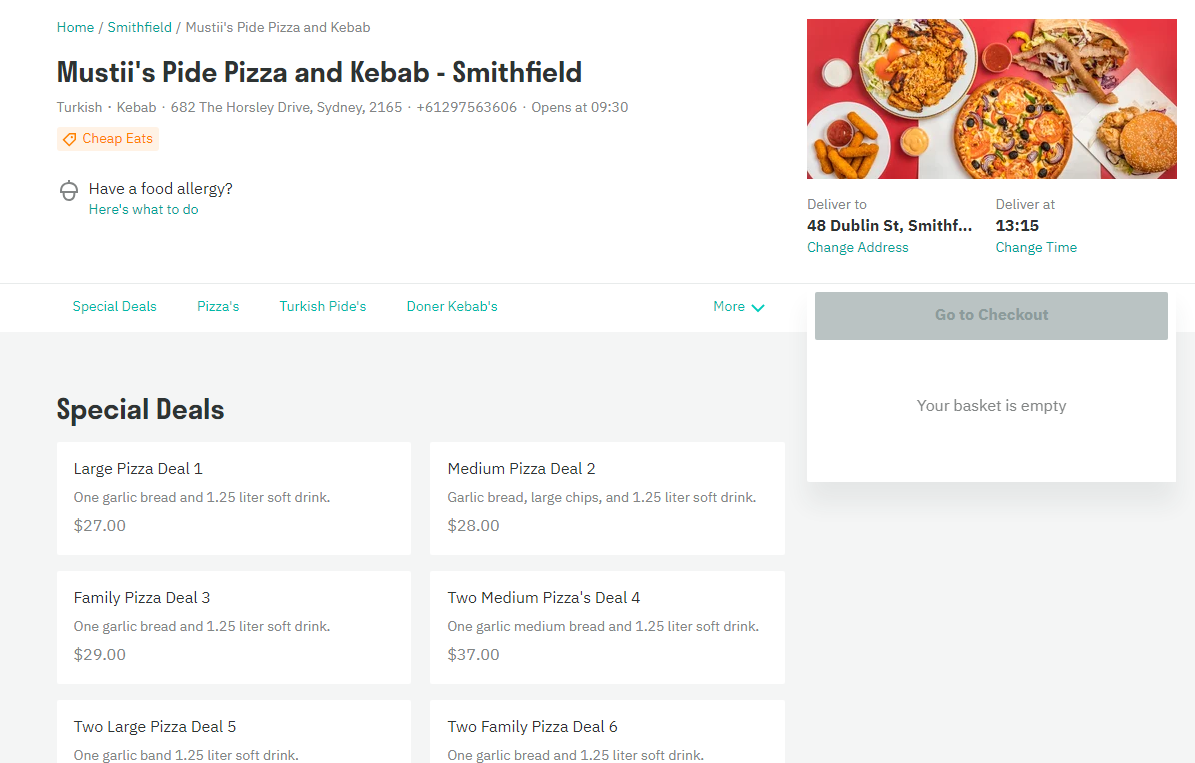 Home / Smithfield / Mustii's Pide Pizza and Kebab
Mustii's Pide Pizza and Kebab - Smithfield
Turkish · Kebab · 682 The Horsley Drive, Sydney, 2165 · +61297563606 · Opens at 09:30
Cheap Eats
Have a food allergy?
Here's what to do
Deliver to
48 Dublin St, Smithf...
Change Address
Deliver at
13:15
Change Time
Special Deals
Pizza's
Turkish Pide's
Doner Kebab's
More
Go to Checkout
Your basket is empty
Special Deals
Large Pizza Deal 1
One garlic bread and 1.25 liter soft drink.
$27.00
Medium Pizza Deal 2
Garlic bread, large chips, and 1.25 liter soft drink.
$28.00
Family Pizza Deal 3
One garlic bread and 1.25 liter soft drink.
$29.00
Two Medium Pizza's Deal 4
One garlic medium bread and 1.25 liter soft drink.
$37.00
Two Large Pizza Deal 5
One garlic band 1.25 liter soft drink.
Two Family Pizza Deal 6
One garlic bread and 1.25 liter soft drink.